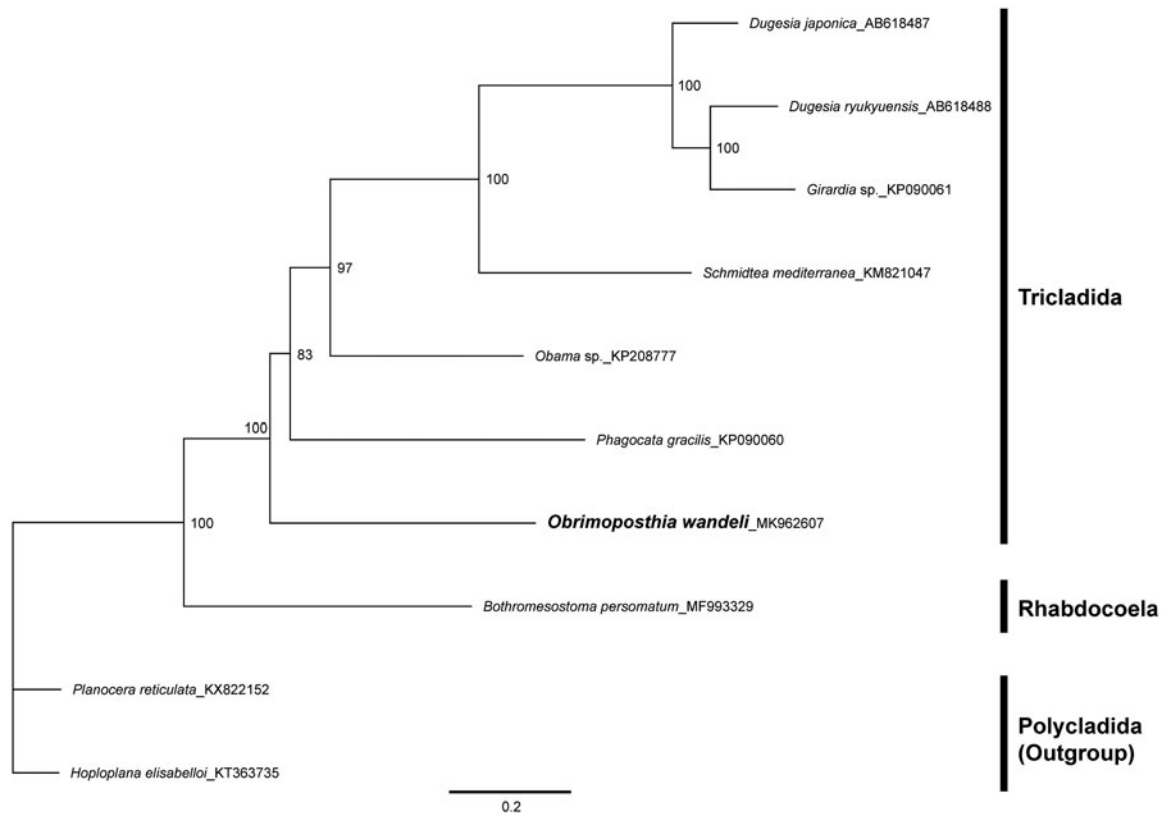 Dugesia japonica_AB618487
100
Dugesia ryukyuensis_AB618488
100
100
Girardia sp._KP090061
97
Schmidtea mediterranea_KM821047
Tricladida
83
Obama sp._KP208777
100
Phagocata gracilis_KP090060
100
Obrimoposthia wandeli_MK962607
Bothromesostoma personatum_MF993329
Rhabdocoela
Planocera reticulata_KX822152
Polycladida
(Outgroup)
Hoploplana elisabelloi_KT363735
0.2